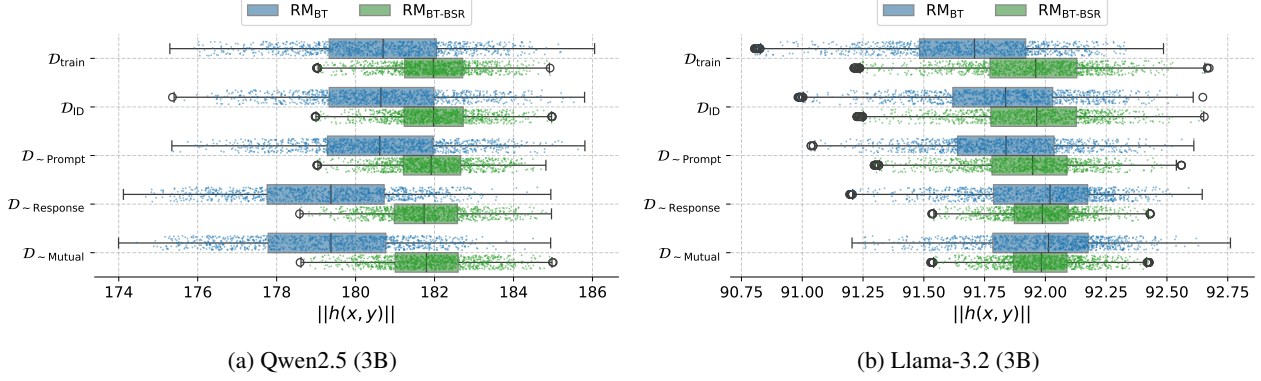 RM_BT RM_BT-BSR
D_train
D_ID
D_∼Prompt
D_∼Response
D_∼Mutual
174 176 178 180 182 184 186
||h(x, y)||
(a) Qwen2.5 (3B)
RM_BT RM_BT-BSR
D_train
D_ID
D_∼Prompt
D_∼Response
D_∼Mutual
90.75 91.00 91.25 91.50 91.75 92.00 92.25 92.50 92.75
||h(x, y)||
(b) Llama-3.2 (3B)